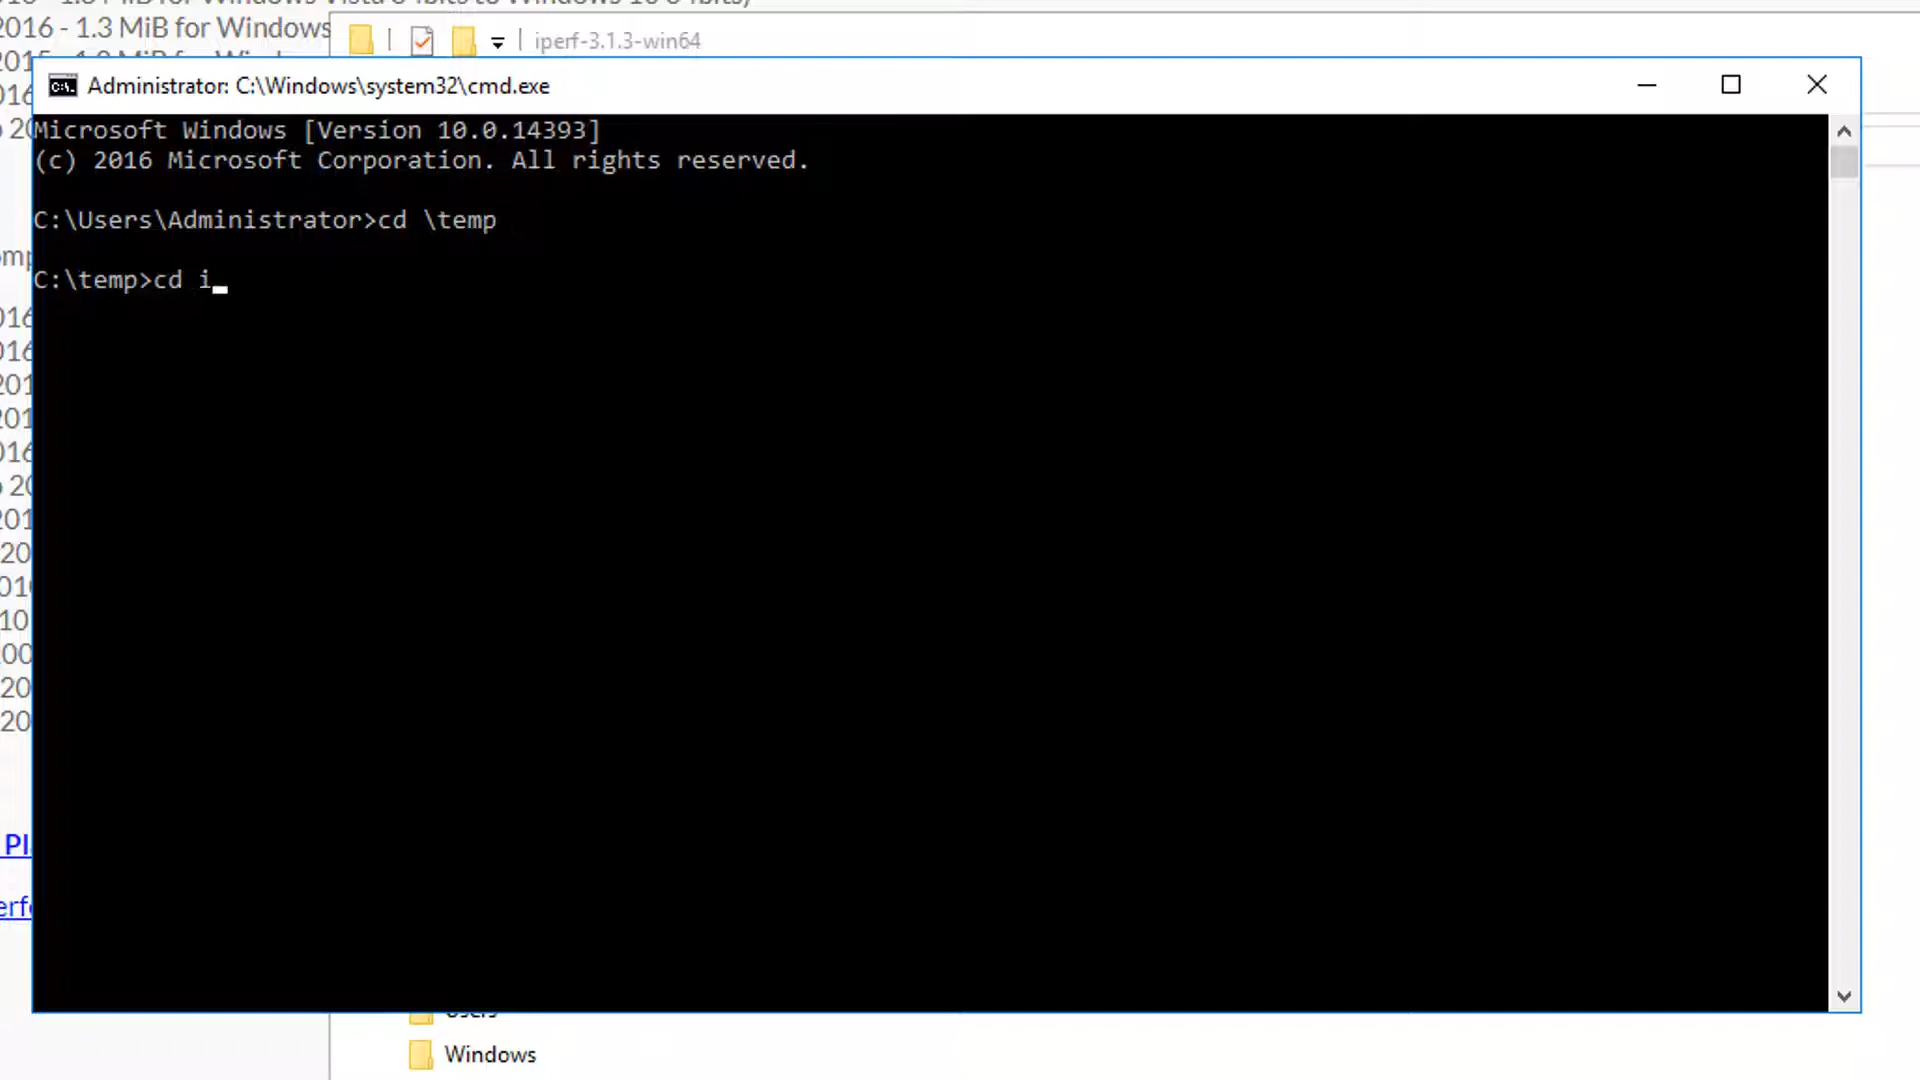 2016 - 1.3 MiB for Windows
iperf-3.1.3-win64
Administrator: C:\Windows\system32\cmd.exe
Microsoft Windows [Version 10.0.14393]
(c) 2016 Microsoft Corporation. All rights reserved.
C:\Users\Administrator>cd \temp
C:\temp>cd i
Users
Windows